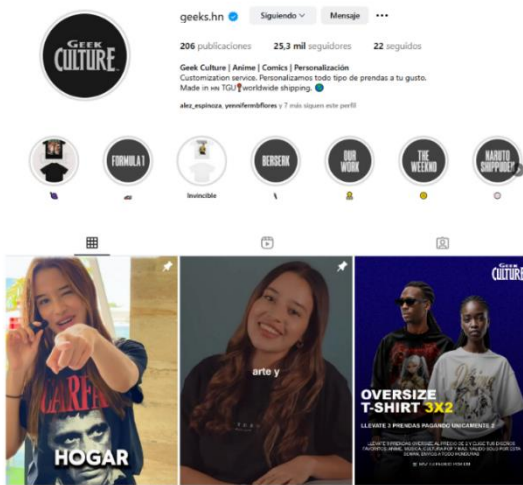 GEEK
CULTURE
geeks.hn
Siguiendo
Mensaje
206 publicaciones
25,3 mil seguidores
22 seguidos
Geek Culture | Anime | Comics | Personalización
Customization service. Personalizamos todo tipo de prendas a tu gusto.
Made in HN TGU worldwide shipping.
alez_espinoza, yennifermbflores y 7 más siguen este perfil
FORMULA 1
Invincible
BERSERK
OUR
WORK
THE
WEEKND
NARUTO
SHIPPUDEN
HOGAR
arte y
GEEK
CULTURE
OVERSIZE
T-SHIRT 3X2
LLEVATE 3 PRENDAS PAGANDO UNICAMENTE 2